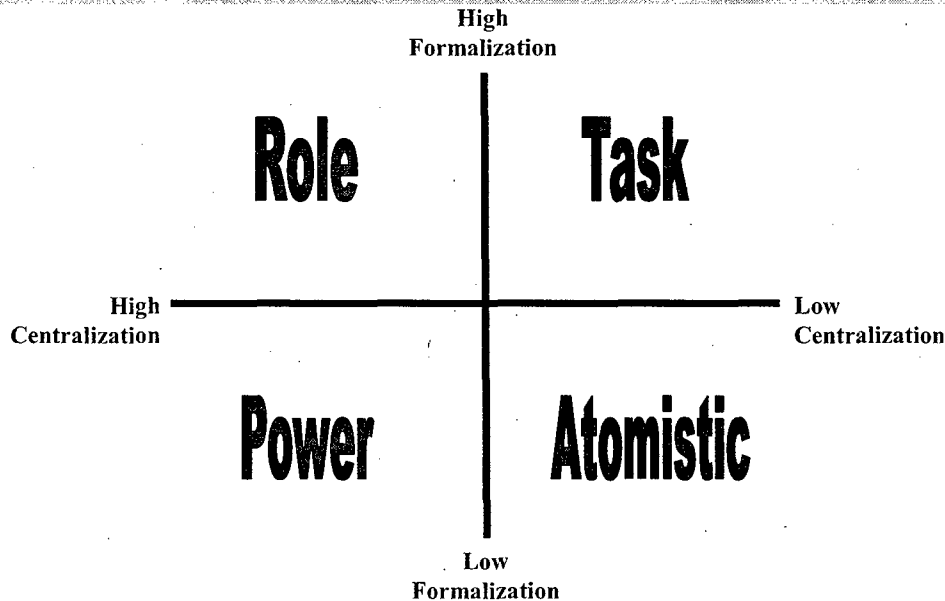 High
Formalization
Role
Task
High
Centralization
Low
Centralization
Power
Atomistic
Low
Formalization